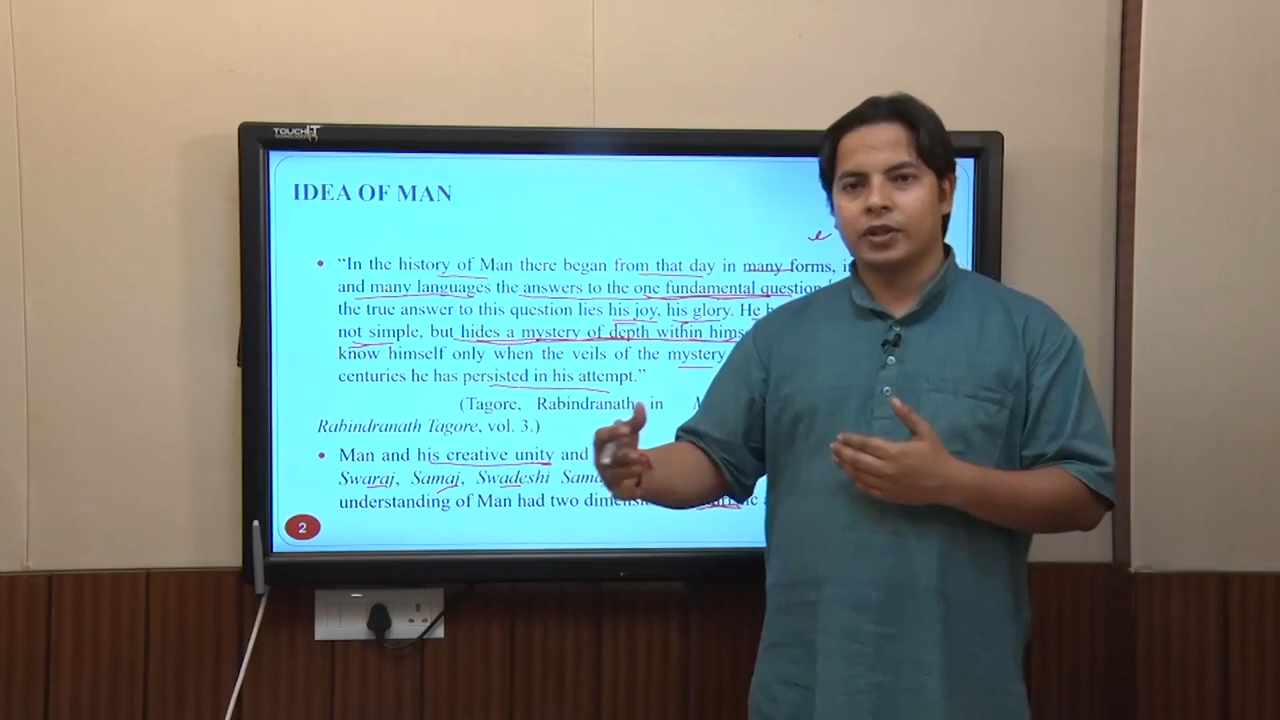 TOUCHIT
IDEA OF MAN
• “In the history of Man there began from that day in many forms,
and many languages the answers to the one fundamental question
the true answer to this question lies his joy, his glory. He
not simple, but hides a mystery of depth within
know himself only when the veils of the mystery
centuries he has persisted in his attempt.”
(Tagore, Rabindranath in
Rabindranath Tagore, vol. 3.)
• Man and his creative unity and
Swaraj, Samaj, Swadeshi
understanding of Man had two
2